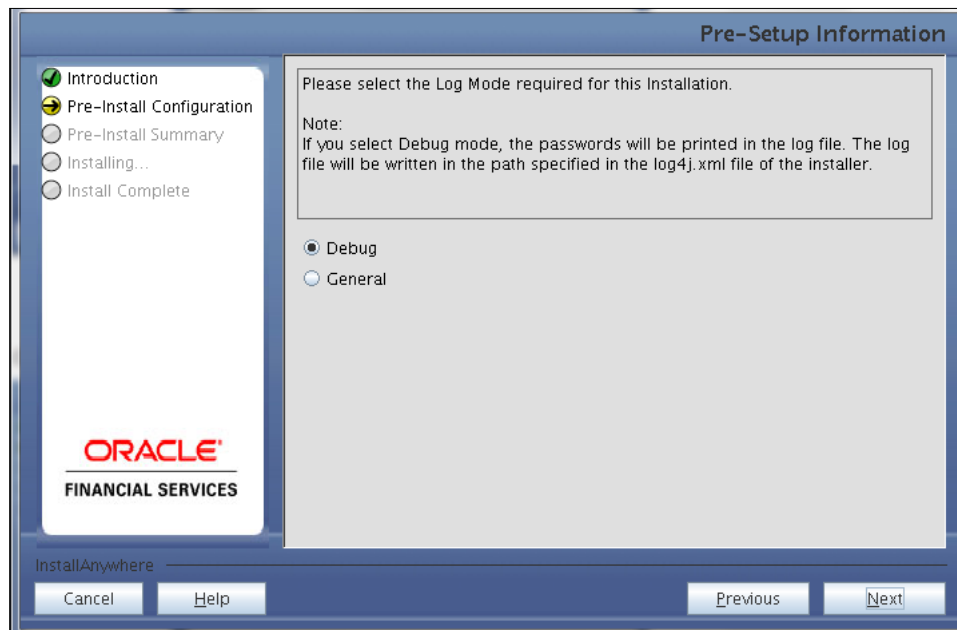 Pre-Setup Information
Introduction
Pre-Install Configuration
Pre-Install Summary
Installing...
Install Complete
ORACLE'
FINANCIAL SERVICES
Please select the Log Mode required for this Installation.
Note:
If you select Debug mode, the passwords will be printed in the log file. The log
file will be written in the path specified in the log4j.xml file of the installer.
Debug
General
InstallAnywhere
Cancel
Help
Previous
Next